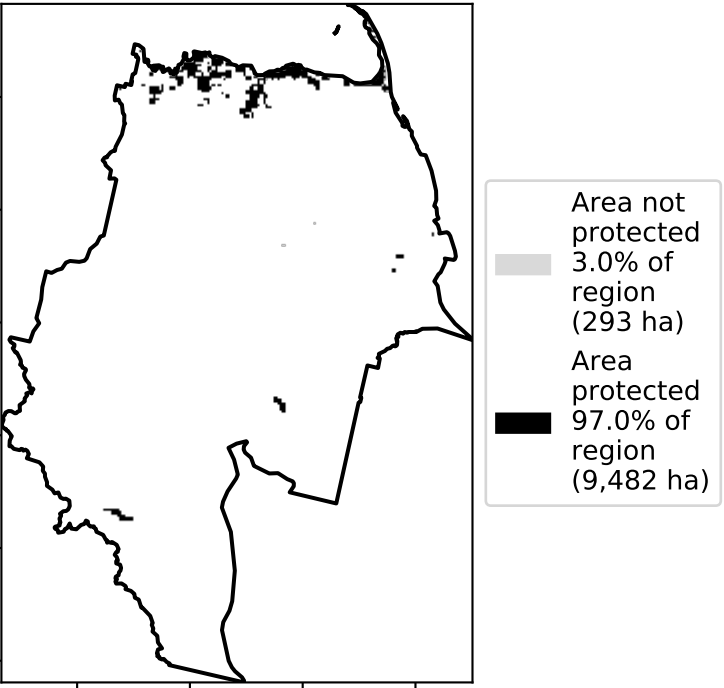 Area not
protected
3.0% of
region
(293 ha)
Area
protected
97.0% of
region
(9,482 ha)